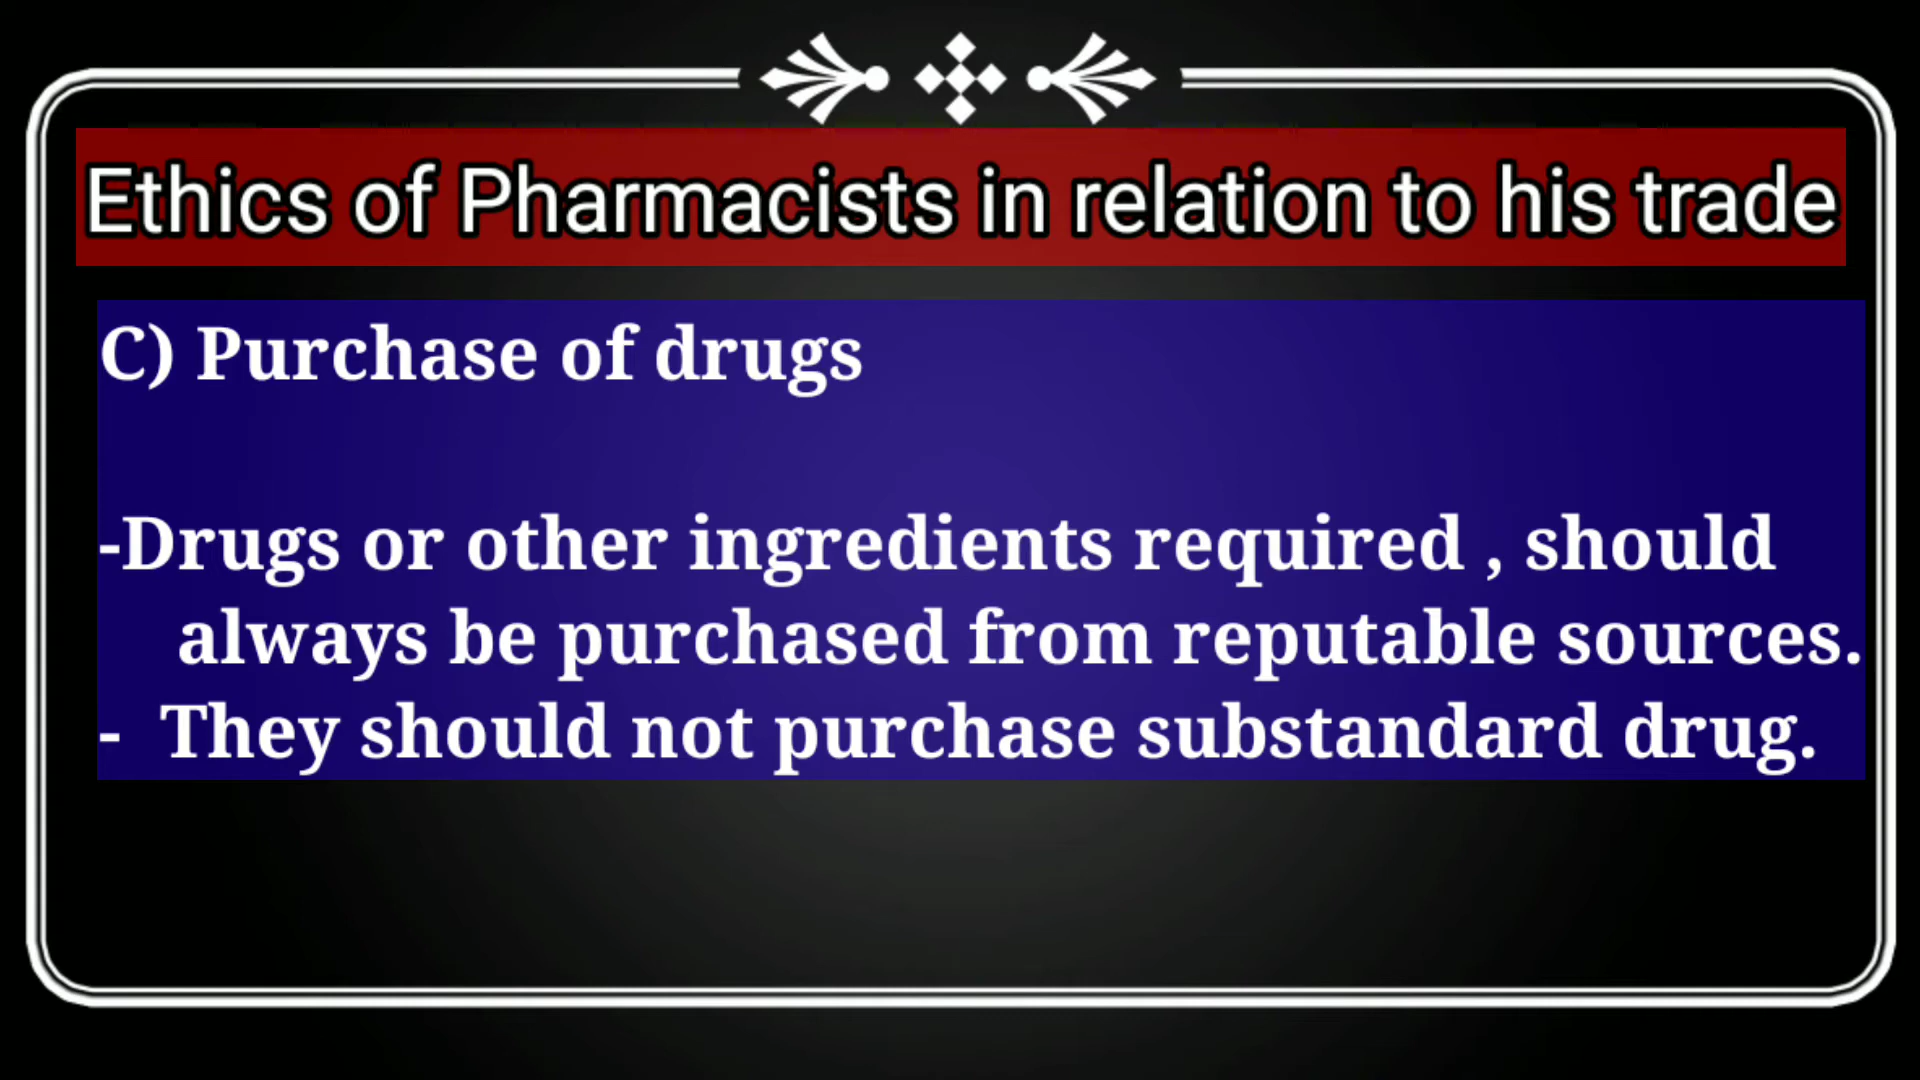 Ethics of Pharmacists in relation to his trade
C) Purchase of drugs
-Drugs or other ingredients required , should
always be purchased from reputable sources.
- They should not purchase substandard drug.